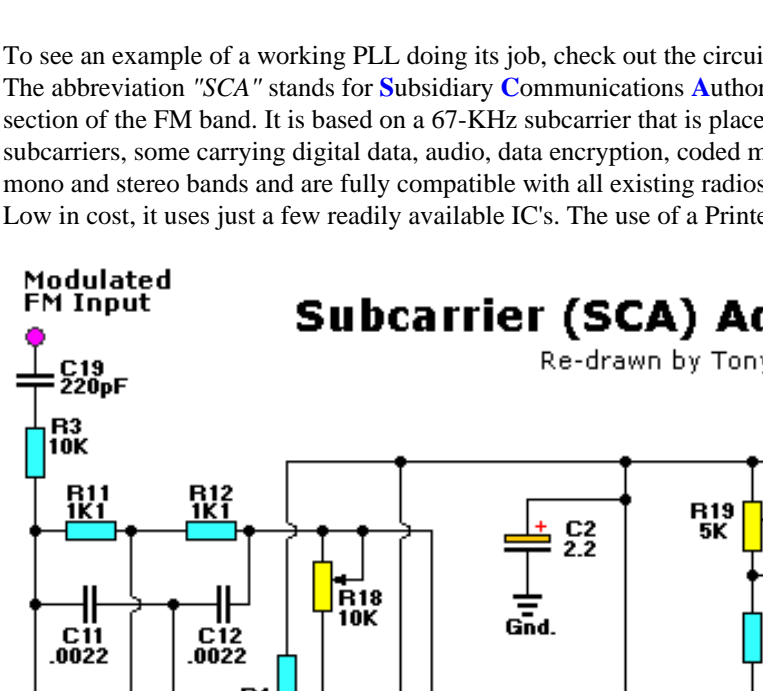 To see an example of a working PLL doing its job, check out the
The abbreviation "SCA" stands for Subsidiary Communications
section of the FM band. It is based on a 67-KHz subcarrier that is
subcarriers, some carrying digital data, audio, data encryption, coded
mono and stereo bands and are fully compatible with all existing radios
Low in cost, it uses just a few readily available IC's. The use of a
Modulated
FM Input
Subcarrier (SCA)
Re-drawn by Tony
C19
220pF
R3
10K
R11
1K1
R12
1K1
C2
2.2
+
R19
5K
R18
10K
Gnd.
C11
.0022
C12
.0022